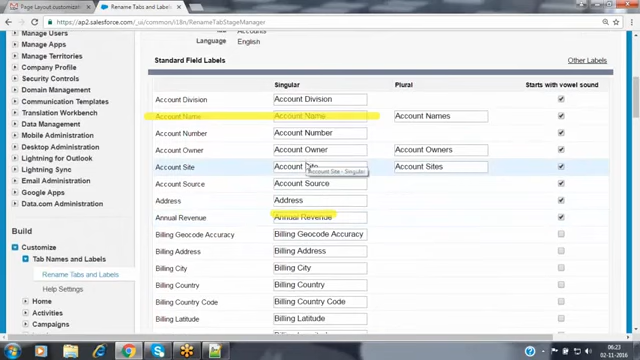 Page Layout customizati
Rename Tabs and Labels
https://ap2.salesforce.com/_ui/common/i18n/RenameTabStageManager
Manage Users
Manage Apps
Manage Territories
Company Profile
Security Controls
Domain Management
Communication Templates
Translation Workbench
Data Management
Mobile Administration
Lightning for Outlook
Lightning Sync
Email Administration
Google Apps
Data.com Administration
Build
Customize
Tab Names and Labels
Rename Tabs and Labels
Help Settings
Home
Activities
Campaigns
Tab Accounts
Language English
Standard Field Labels Other Labels
Singular Plural Starts with vowel sound
Account Division Account Division
Account Name Account Name Account Names
Account Number Account Number
Account Owner Account Owner Account Owners
Account Site Account Site Account Sites
Account Site - Singular
Account Source Account Source
Address Address
Annual Revenue Annual Revenue
Billing Geocode Accuracy Billing Geocode Accuracy
Billing Address Billing Address
Billing City Billing City
Billing Country Billing Country
Billing Country Code Billing Country Code
Billing Latitude Billing Latitude
06:23
02-11-2016